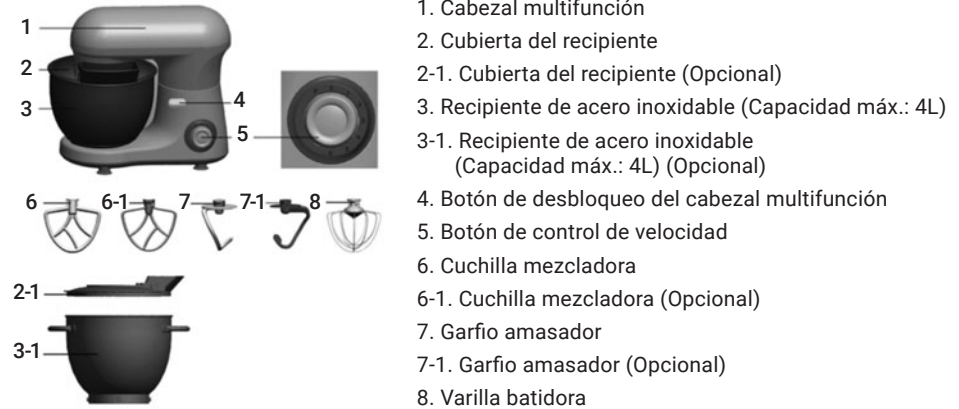 1
2
3
4
5
6
6-1
7
7-1
8
2-1
3-1
1. Cabezal multifunción
2. Cubierta del recipiente
2-1. Cubierta del recipiente (Opcional)
3. Recipiente de acero inoxidable (Capacidad máx.: 4L)
3-1. Recipiente de acero inoxidable
(Capacidad máx.: 4L) (Opcional)
4. Botón de desbloqueo del cabezal multifunción
5. Botón de control de velocidad
6. Cuchilla mezcladora
6-1. Cuchilla mezcladora (Opcional)
7. Garfio amasador
7-1. Garfio amasador (Opcional)
8. Varilla batidora